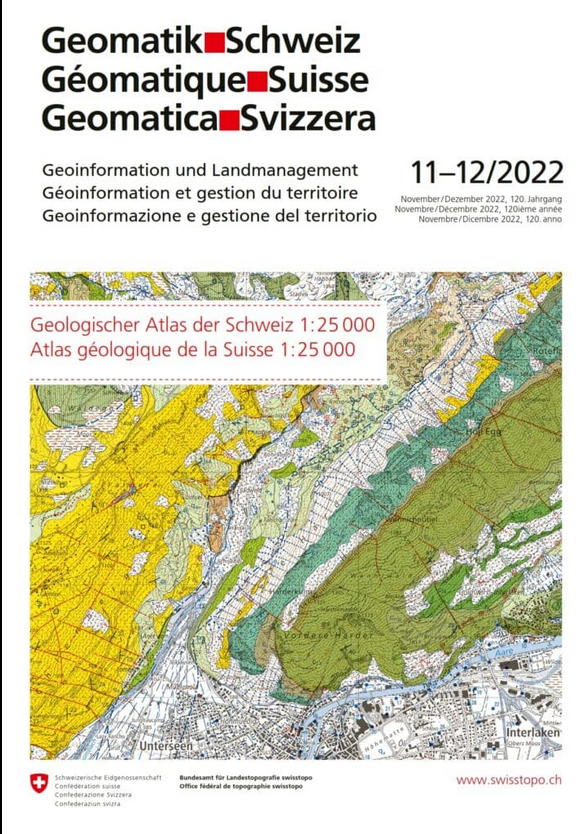 Geomatik■Schweiz
Géomatique■Suisse
Geomatica■Svizzera
Geoinformation und Landmanagement
Géoinformation et gestion du territoire
Geoinformazione e gestione del territorio
11–12/2022
November/Dezember 2022, 120. Jahrgang
Novembre/Décembre 2022, 120ième année
Novembre/Dicembre 2022, 120. anno
Geologischer Atlas der Schweiz 1:25 000
Atlas géologique de la Suisse 1:25 000
Harderkulm
Vordere Harder
Aare
Unterseen
Höhematte
Interlaken
Schweizerische Eidgenossenschaft
Confédération suisse
Confederazione Svizzera
Confederaziun svizra
Bundesamt für Landestopografie swisstopo
Office fédéral de topographie swisstopo
www.swisstopo.ch